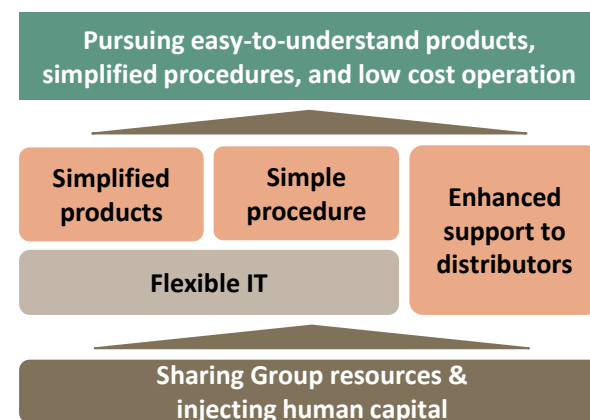 Pursuing easy-to-understand products,
simplified procedures, and low cost operation
Simplified
products
Simple
procedure
Enhanced
support to
distributors
Flexible IT
Sharing Group resources &
injecting human capital